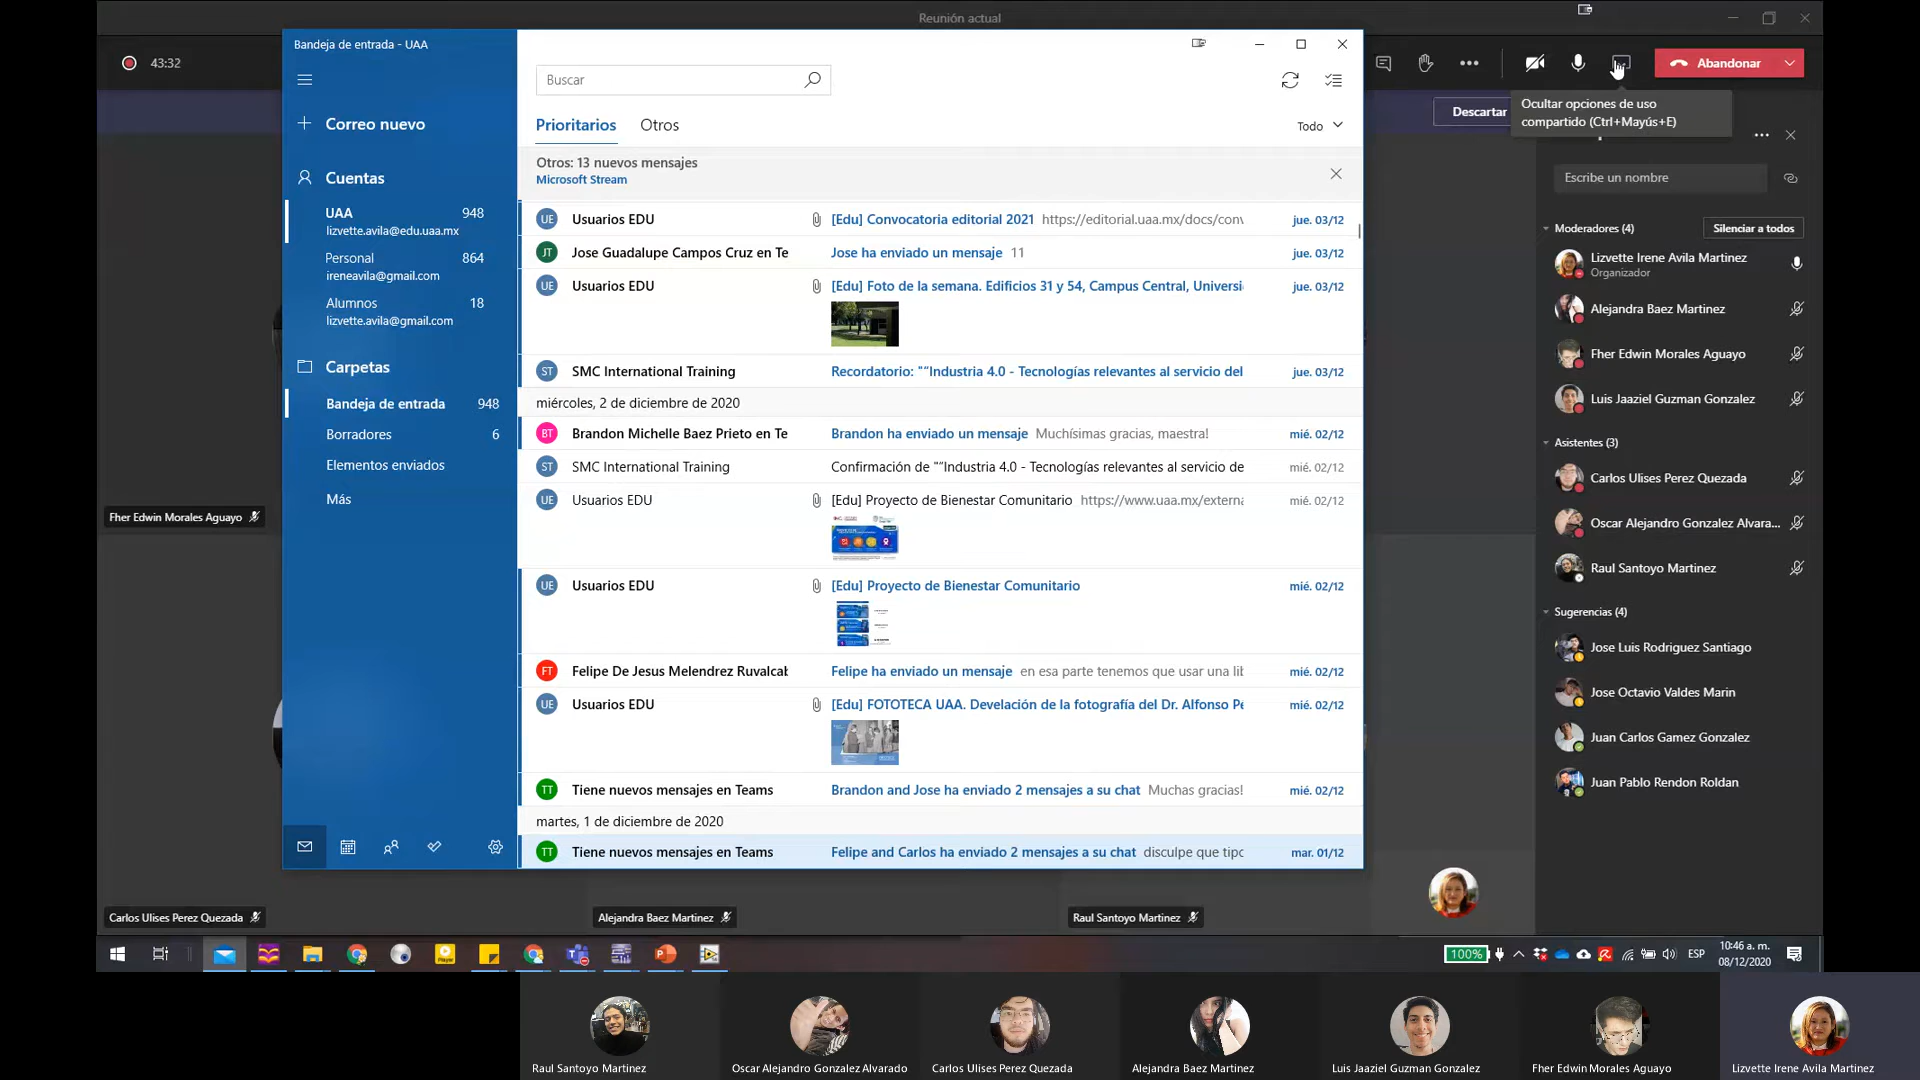 Reunión actual
43:32
Abandonar
Descartar
Ocultar opciones de uso
compartido (Ctrl+Mayús+E)
Bandeja de entrada - UAA
Correo nuevo
Cuentas
UAA 948
lizvette.avila@edu.uaa.mx
Personal 864
ireneavila@gmail.com
Alumnos 18
lizvette.avila@gmail.com
Carpetas
Bandeja de entrada 948
Borradores 6
Elementos enviados
Más
Buscar
Prioritarios Otros Todo
Otros: 13 nuevos mensajes
Microsoft Stream
UE Usuarios EDU [Edu] Convocatoria editorial 2021 https://editorial.uaa.mx/docs/conv jue. 03/12
JT Jose Guadalupe Campos Cruz en Te Jose ha enviado un mensaje 11 jue. 03/12
UE Usuarios EDU [Edu] Foto de la semana. Edificios 31 y 54, Campus Central, Universi jue. 03/12
ST SMC International Training Recordatorio: "“Industria 4.0 - Tecnologías relevantes al servicio del jue. 03/12
miércoles, 2 de diciembre de 2020
BT Brandon Michelle Baez Prieto en Te Brandon ha enviado un mensaje Muchísimas gracias, maestra! mié. 02/12
ST SMC International Training Confirmación de "“Industria 4.0 - Tecnologías relevantes al servicio de mié. 02/12
UE Usuarios EDU [Edu] Proyecto de Bienestar Comunitario https://www.uaa.mx/externa mié. 02/12
UE Usuarios EDU [Edu] Proyecto de Bienestar Comunitario mié. 02/12
FT Felipe De Jesus Melendrez Ruvalcab Felipe ha enviado un mensaje en esa parte tenemos que usar una lib mié. 02/12
UE Usuarios EDU [Edu] FOTOTECA UAA. Develación de la fotografía del Dr. Alfonso Pe mié. 02/12
TT Tiene nuevos mensajes en Teams Brandon and Jose ha enviado 2 mensajes a su chat Muchas gracias! mié. 02/12
martes, 1 de diciembre de 2020
TT Tiene nuevos mensajes en Teams Felipe and Carlos ha enviado 2 mensajes a su chat disculpe que tipo mar. 01/12
Escribe un nombre
Moderadores (4) Silenciar a todos
Lizvette Irene Avila Martinez
Organizador
Alejandra Baez Martinez
Fher Edwin Morales Aguayo
Luis Jaaziel Guzman Gonzalez
Asistentes (3)
Carlos Ulises Perez Quezada
Oscar Alejandro Gonzalez Alvara...
Raul Santoyo Martinez
Sugerencias (4)
Jose Luis Rodriguez Santiago
Jose Octavio Valdes Marin
Juan Carlos Gamez Gonzalez
Juan Pablo Rendon Roldan
Fher Edwin Morales Aguayo
Carlos Ulises Perez Quezada
Alejandra Baez Martinez
Raul Santoyo Martinez
100% ESP 10:46 a. m.
08/12/2020
Raul Santoyo Martinez
Oscar Alejandro Gonzalez Alvarado
Carlos Ulises Perez Quezada
Alejandra Baez Martinez
Luis Jaaziel Guzman Gonzalez
Fher Edwin Morales Aguayo
Lizvette Irene Avila Martinez